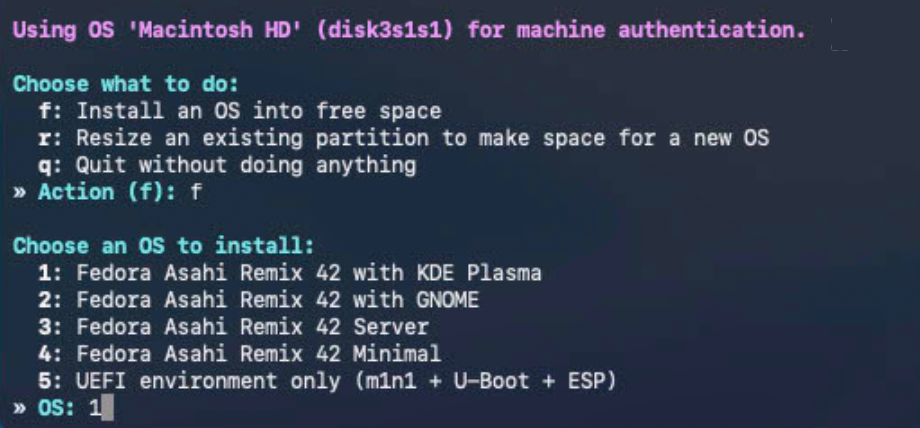 Using OS 'Macintosh HD' (disk3s1s1) for machine authentication.
Choose what to do:
f: Install an OS into free space
r: Resize an existing partition to make space for a new OS
q: Quit without doing anything
» Action (f): f
Choose an OS to install:
1: Fedora Asahi Remix 42 with KDE Plasma
2: Fedora Asahi Remix 42 with GNOME
3: Fedora Asahi Remix 42 Server
4: Fedora Asahi Remix 42 Minimal
5: UEFI environment only (m1n1 + U-Boot + ESP)
» OS: 1